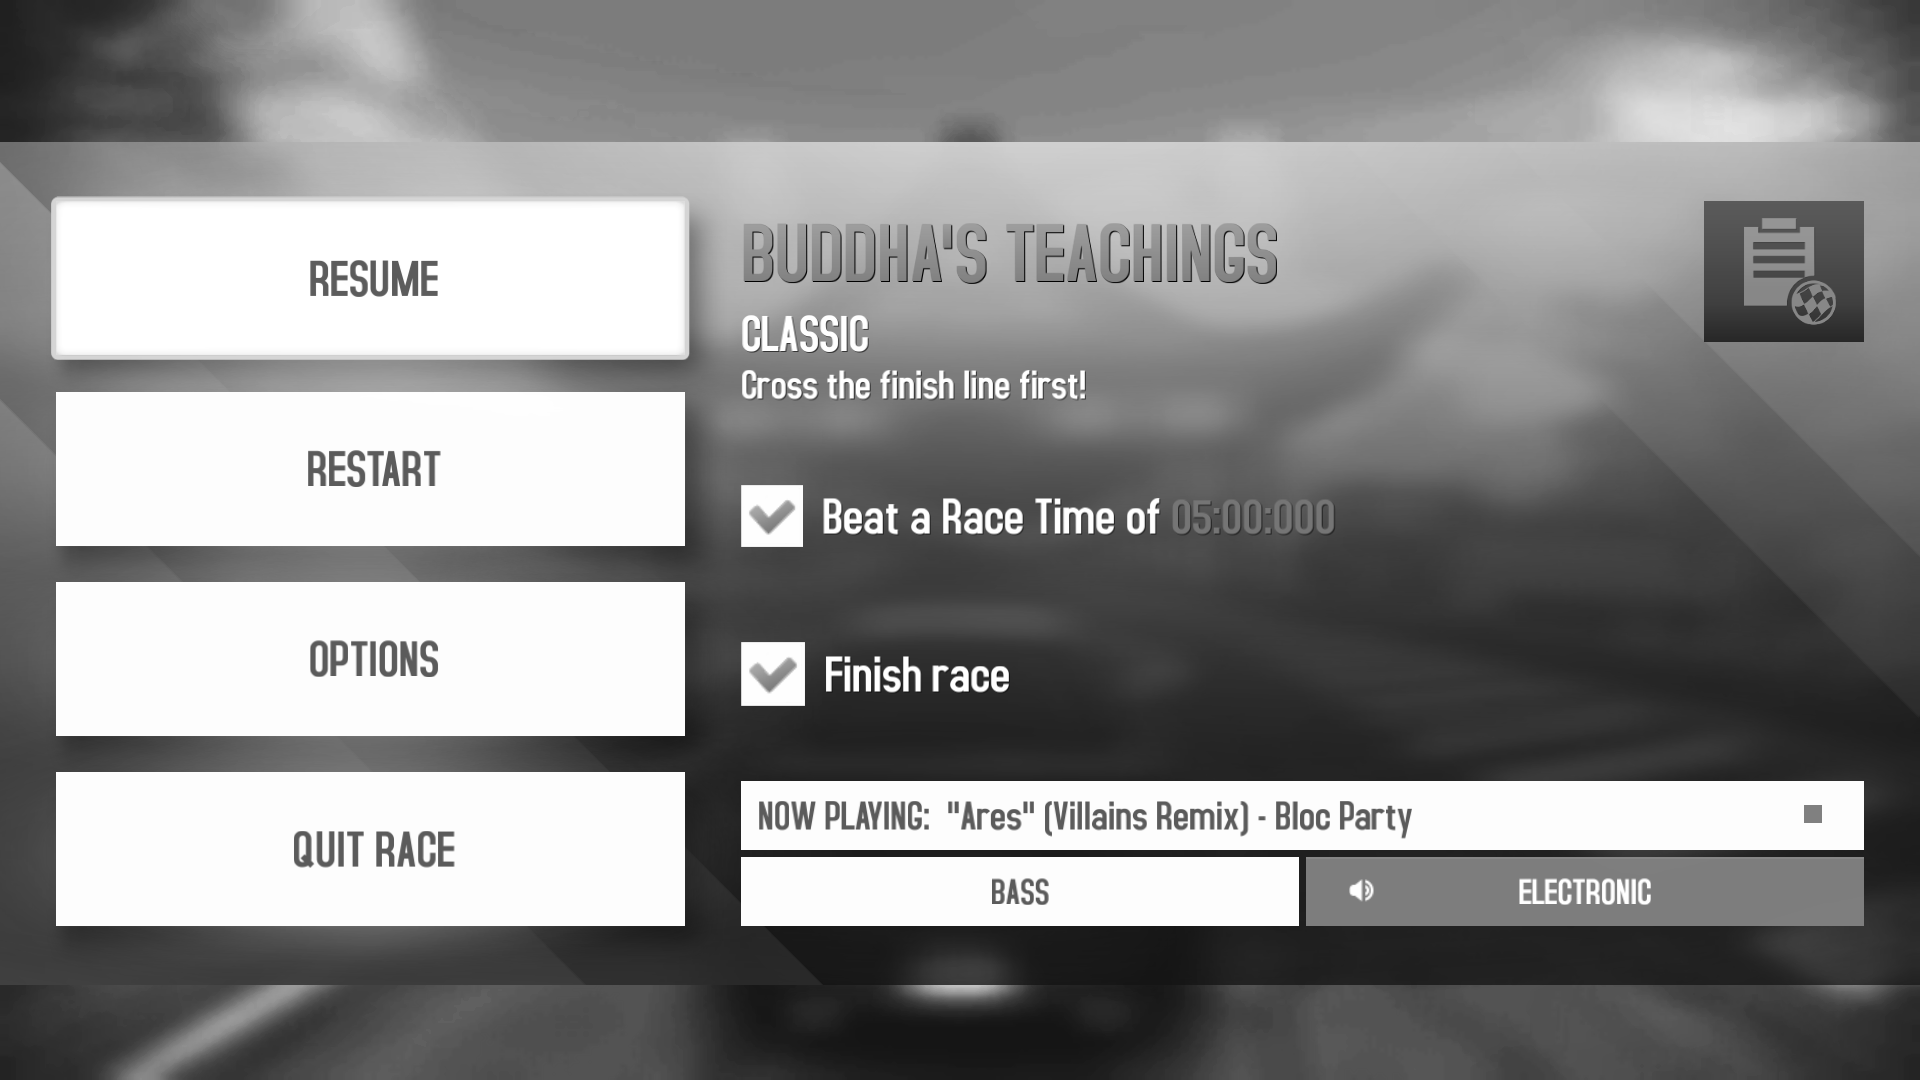 RESUME
RESTART
OPTIONS
QUIT RACE
BUDDHA'S TEACHINGS
CLASSIC
Cross the finish line first!
Beat a Race Time of 05:00:000
Finish race
NOW PLAYING: "Ares" (Villains Remix) - Bloc Party
BASS
ELECTRONIC